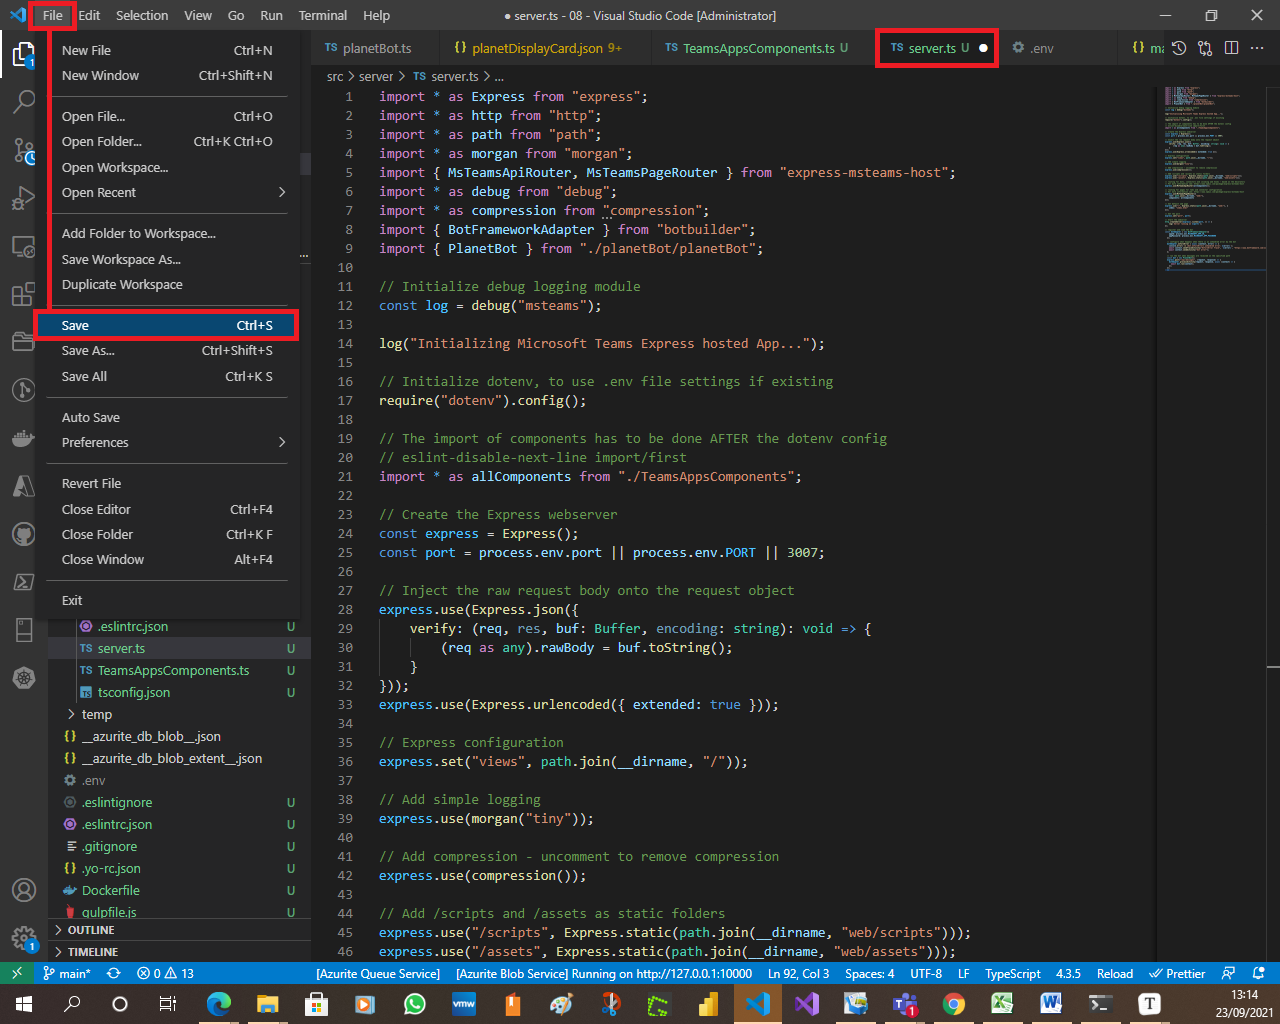 File Edit Selection View Go Run Terminal Help
● server.ts - 08 - Visual Studio Code [Administrator]
New File Ctrl+N
New Window Ctrl+Shift+N
Open File... Ctrl+O
Open Folder... Ctrl+K Ctrl+O
Open Workspace...
Open Recent
Add Folder to Workspace...
Save Workspace As...
Duplicate Workspace
Save Ctrl+S
Save As... Ctrl+Shift+S
Save All Ctrl+K S
Auto Save
Preferences
Revert File
Close Editor Ctrl+F4
Close Folder Ctrl+K F
Close Window Alt+F4
Exit
.eslintrc.json U
TS server.ts U
TS TeamsAppsComponents.ts U
tsconfig.json U
> temp
{} __azurite_db_blob__.json
{} __azurite_db_blob_extent__.json
.env
.eslintignore U
.eslintrc.json U
.gitignore U
{} .yo-rc.json U
Dockerfile U
gulpfile.js U
> OUTLINE
> TIMELINE
1
1
TS planetBot.ts
{} planetDisplayCard.json 9+
TS TeamsAppsComponents.ts U
TS server.ts U ●
.env
{} ma
src > server > TS server.ts > ...
1 import * as Express from "express";
2 import * as http from "http";
3 import * as path from "path";
4 import * as morgan from "morgan";
5 import { MsTeamsApiRouter, MsTeamsPageRouter } from "express-msteams-host";
6 import * as debug from "debug";
7 import * as compression from "compression";
8 import { BotFrameworkAdapter } from "botbuilder";
9 import { PlanetBot } from "./planetBot/planetBot";
10
11 // Initialize debug logging module
12 const log = debug("msteams");
13
14 log("Initializing Microsoft Teams Express hosted App...");
15
16 // Initialize dotenv, to use .env file settings if existing
17 require("dotenv").config();
18
19 // The import of components has to be done AFTER the dotenv config
20 // eslint-disable-next-line import/first
21 import * as allComponents from "./TeamsAppsComponents";
22
23 // Create the Express webserver
24 const express = Express();
25 const port = process.env.port || process.env.PORT || 3007;
26
27 // Inject the raw request body onto the request object
28 express.use(Express.json({
29 verify: (req, res, buf: Buffer, encoding: string): void => {
30 (req as any).rawBody = buf.toString();
31 }
32 }));
33 express.use(Express.urlencoded({ extended: true }));
34
35 // Express configuration
36 express.set("views", path.join(__dirname, "/"));
37
38 // Add simple logging
39 express.use(morgan("tiny"));
40
41 // Add compression - uncomment to remove compression
42 express.use(compression());
43
44 // Add /scripts and /assets as static folders
45 express.use("/scripts", Express.static(path.join(__dirname, "web/scripts")));
46 express.use("/assets", Express.static(path.join(__dirname, "web/assets")));
main* 0 13 [Azurite Queue Service] [Azurite Blob Service] Running on http://127.0.0.1:10000 Ln 92, Col 3 Spaces: 4 UTF-8 LF TypeScript 4.3.5 Reload Prettier
vmw
1
T
13:14
23/09/2021